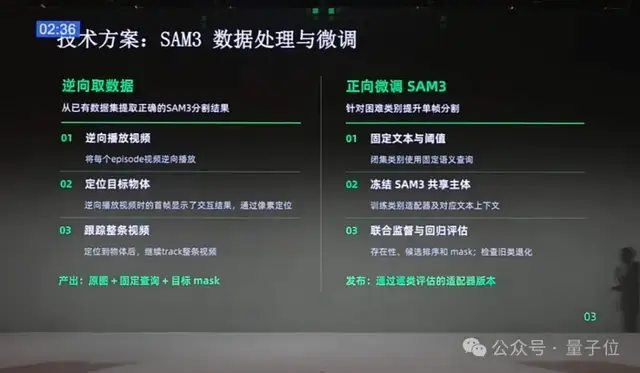 02:36
技术方案：SAM3 数据处理与微调
逆向取数据
从已有数据集提取正确的SAM3分割结果
01 逆向播放视频
将每个episode视频逆向播放
02 定位目标物体
逆向播放视频时的首帧显示了交互结果，通过像素定位
03 跟踪整条视频
定位到物体后，继续track整条视频
产出：原图 + 固定查询 + 目标 mask
正向微调 SAM3
针对困难类别提升单帧分割
01 固定文本与阈值
闭集类别使用固定语义查询
02 冻结 SAM3 共享主体
训练类别适配器及对应文本上下文
03 联合监督与回归评估
存在性、候选排序和 mask；检查旧类退化
发布：通过逐类评估的适配器版本
03
公众号 · 量子位